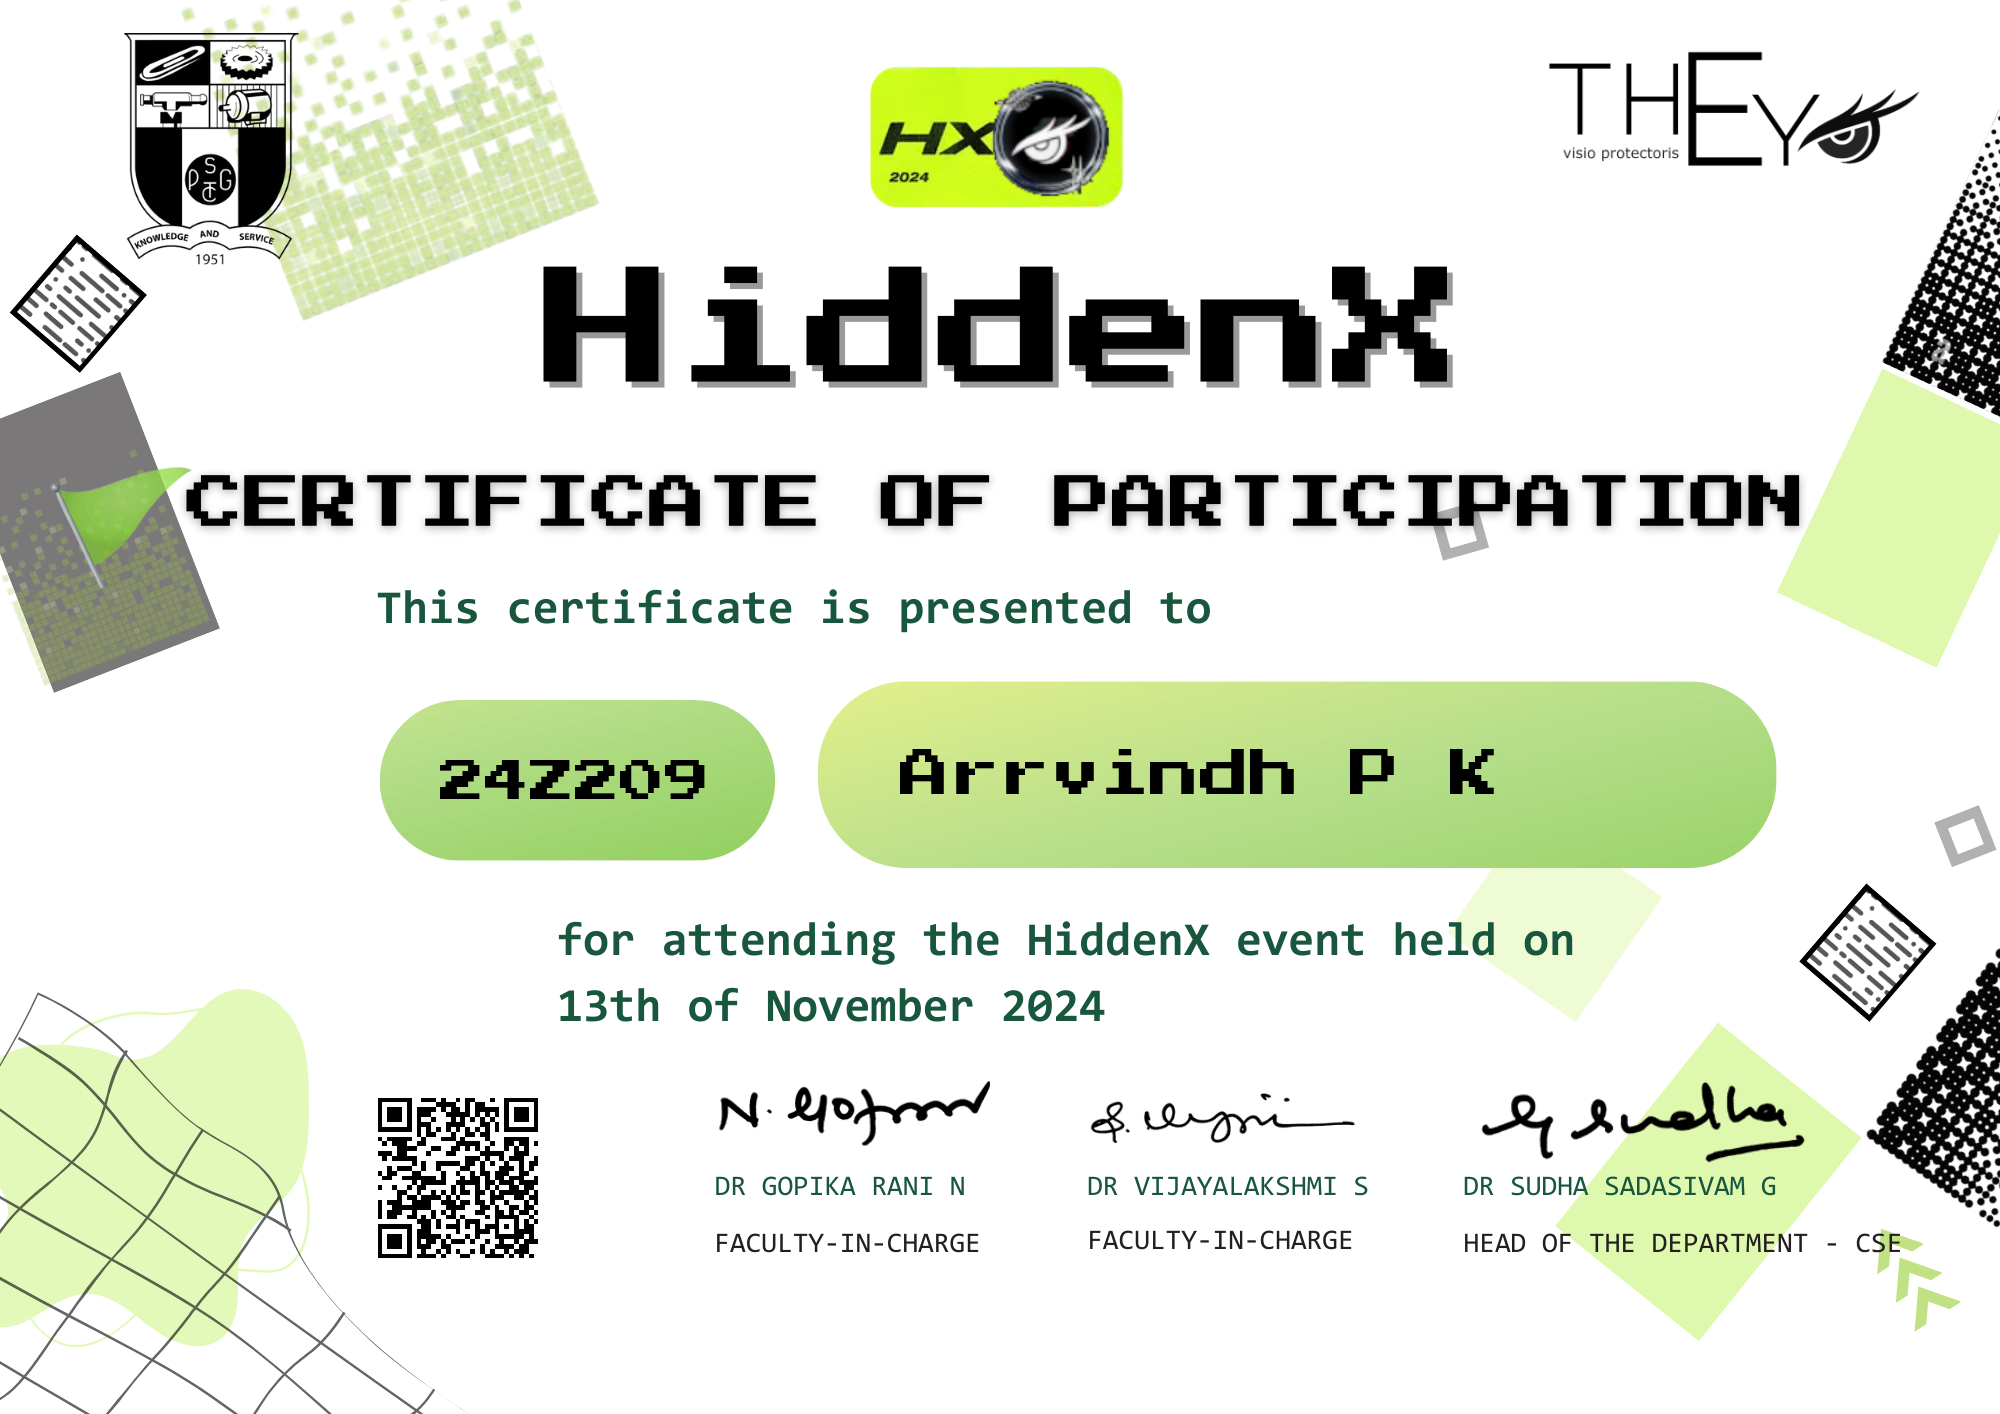 S
P G
T
C
KNOWLEDGE AND SERVICE
1951
HX
2024
THEY
visio protectoris
HiddenX
CERTIFICATE OF PARTICIPATION
This certificate is presented to
24Z209
Arrvindh P K
for attending the HiddenX event held on
13th of November 2024
N. Gopika
S. Vijaya
G Sudha
DR GOPIKA RANI N
DR VIJAYALAKSHMI S
DR SUDHA SADASIVAM G
FACULTY-IN-CHARGE
FACULTY-IN-CHARGE
HEAD OF THE DEPARTMENT - CSE